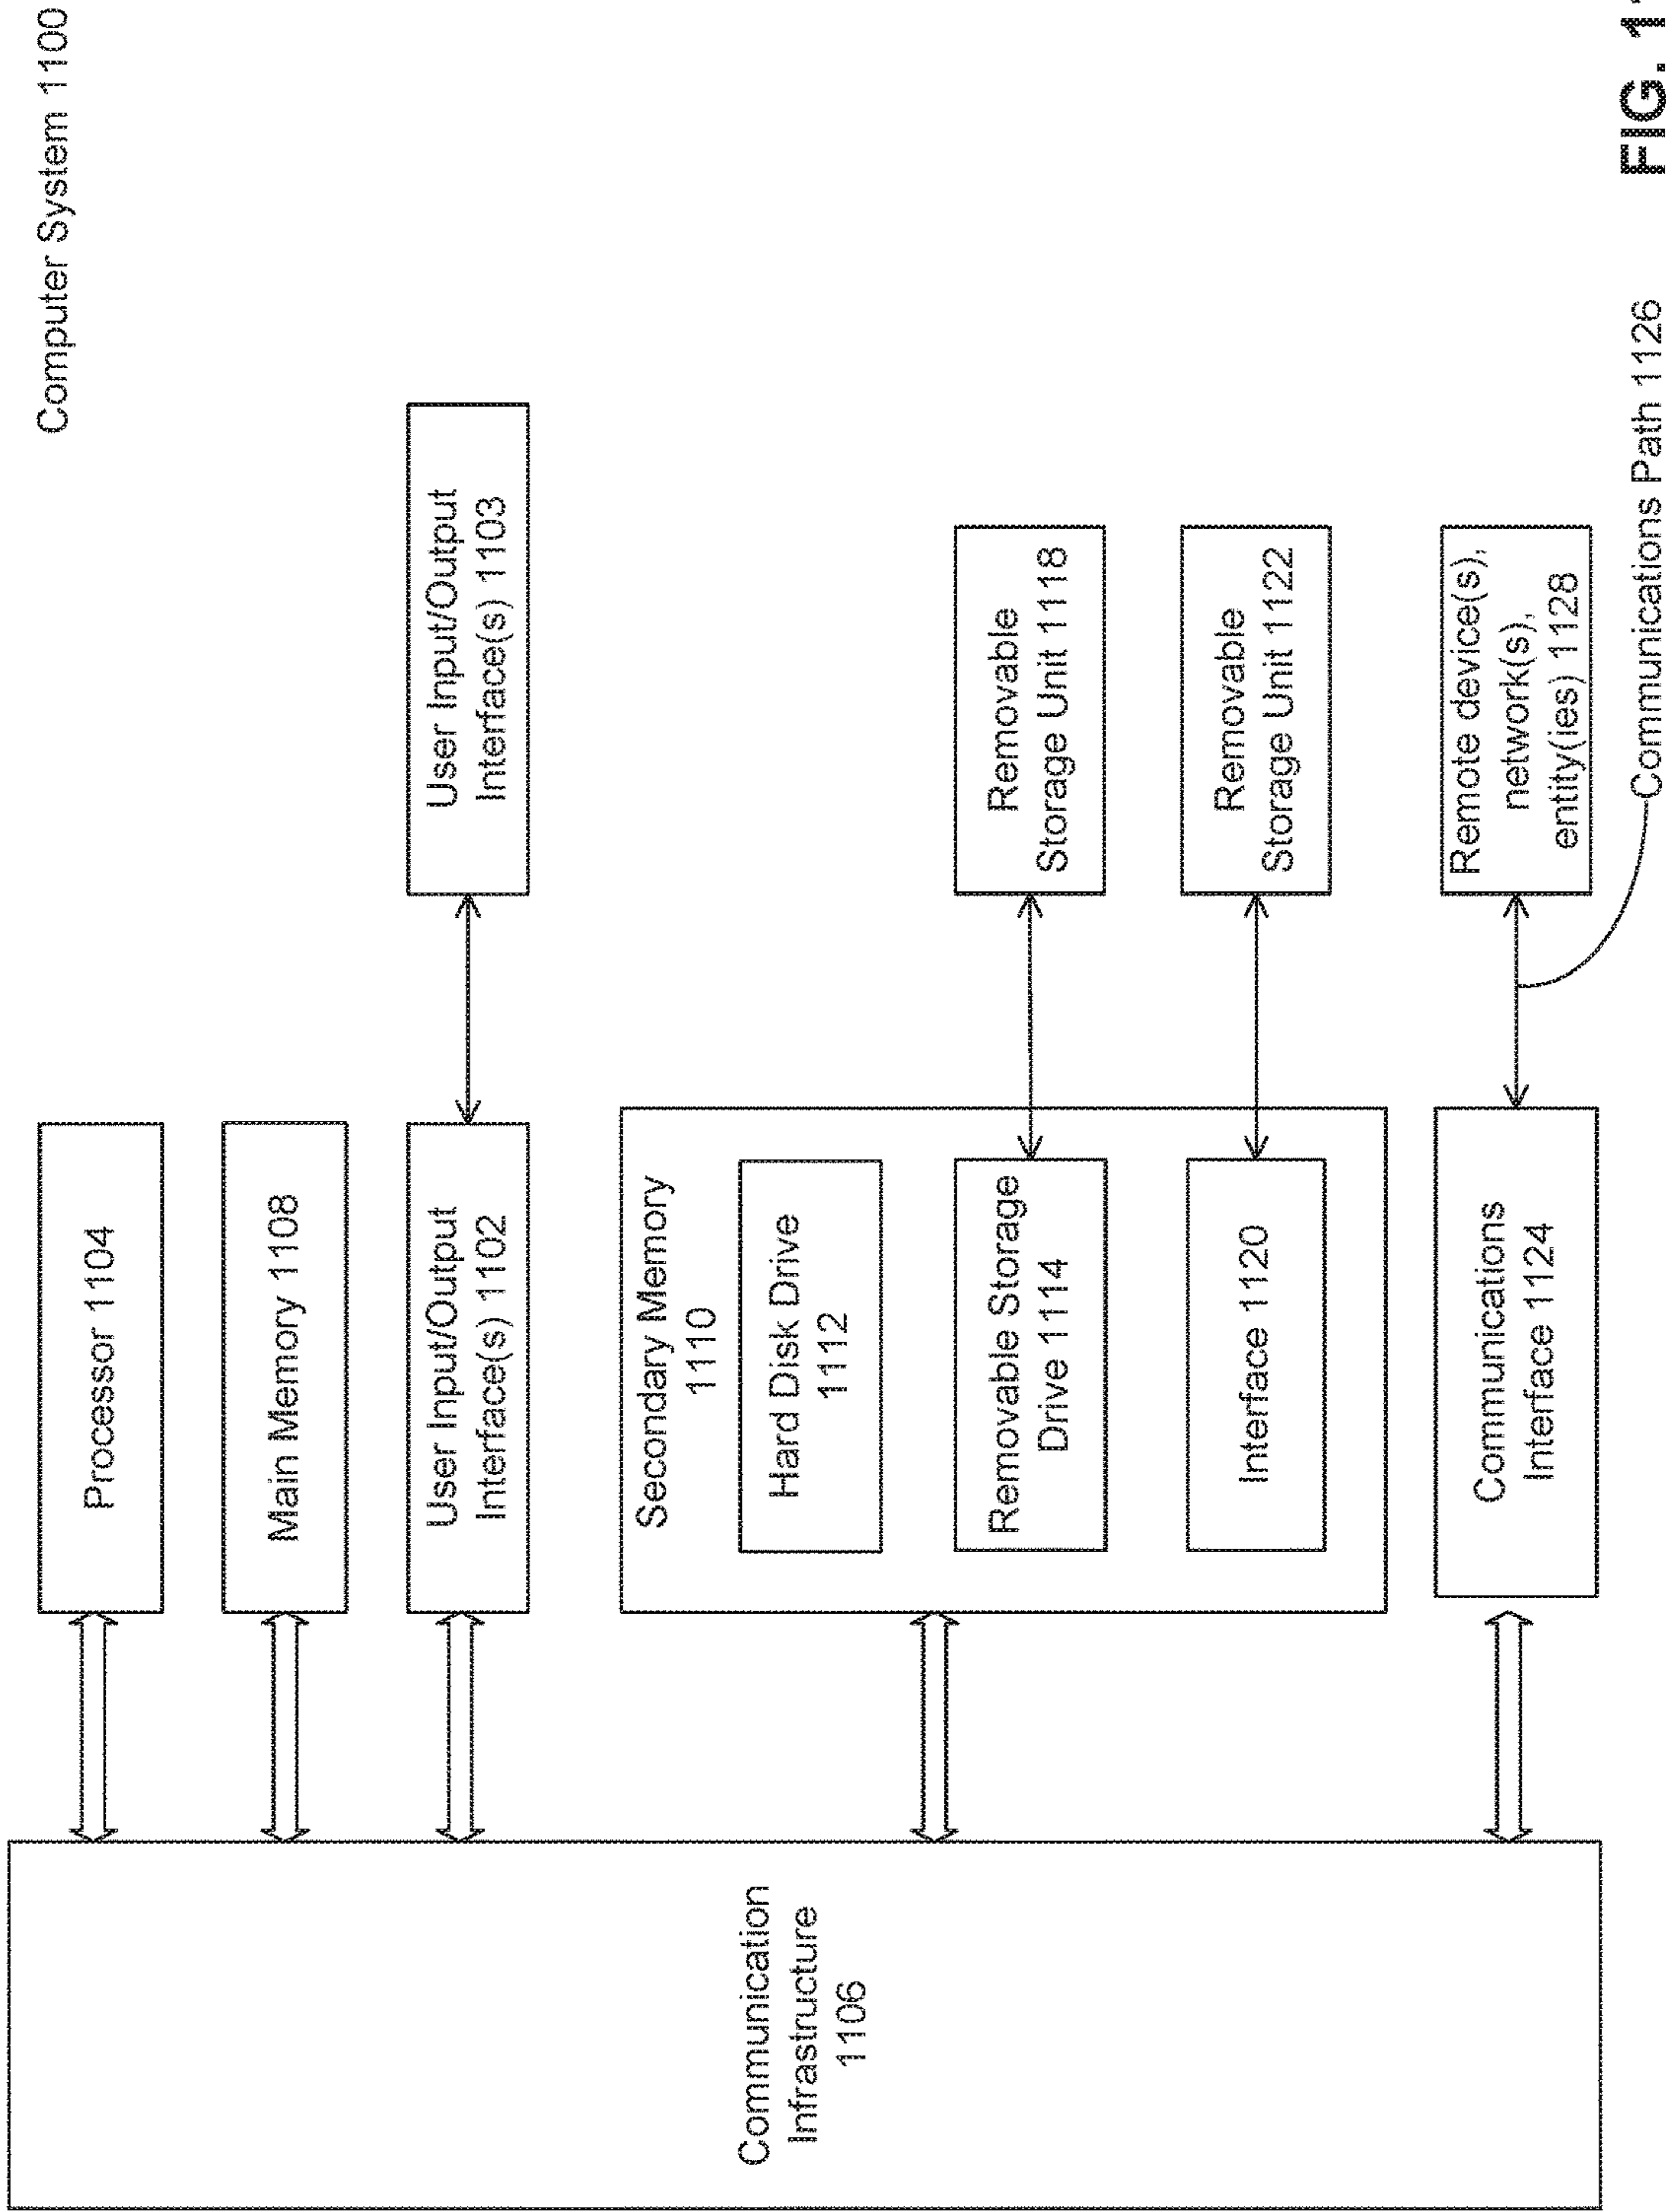 Computer System 1100
Processor 1104
Main Memory 1108
User Input/Output
Interface(s) 1102
User Input/Output
Interface(s) 1103
Communication
Infrastructure
1106
Secondary Memory
1110
Hard Disk Drive
1112
Removable Storage
Drive 1114
Removable
Storage Unit 1118
Interface 1120
Removable
Storage Unit 1122
Communications
Interface 1124
Remote device(s),
network(s),
entity(ies) 1128
Communications Path 1126
FIG. 11